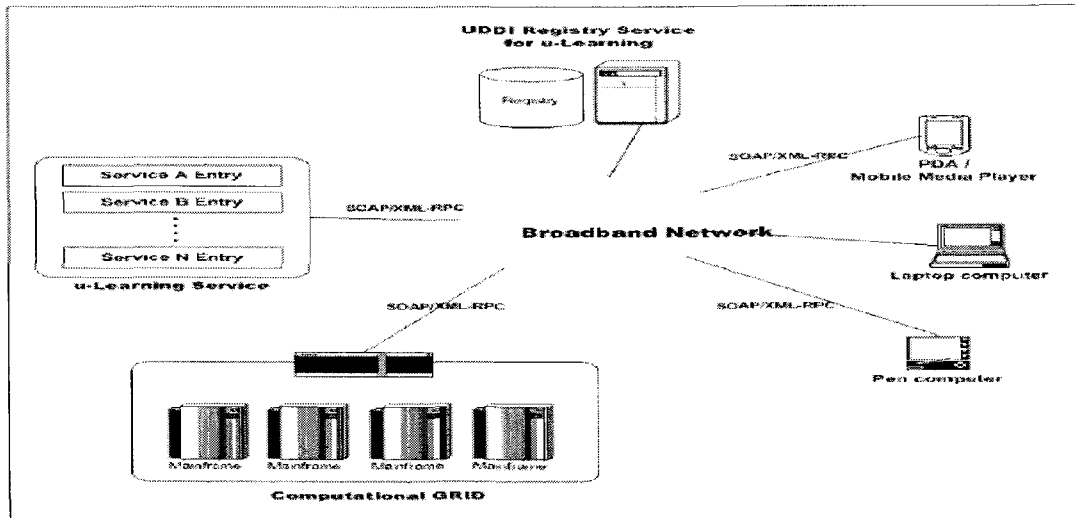 UDDI Registry Service
for u-Learning
Registry
SOAP/XML-RPC
PDA /
Mobile Media Player
Service A Entry
Service B Entry
Service N Entry
u-Learning Service
SOAP/XML-RPC
Broadband Network
Laptop computer
SOAP/XML-RPC
SOAP/XML-RPC
Pen computer
Mainframe
Mainframe
Mainframe
Mainframe
Computational GRID